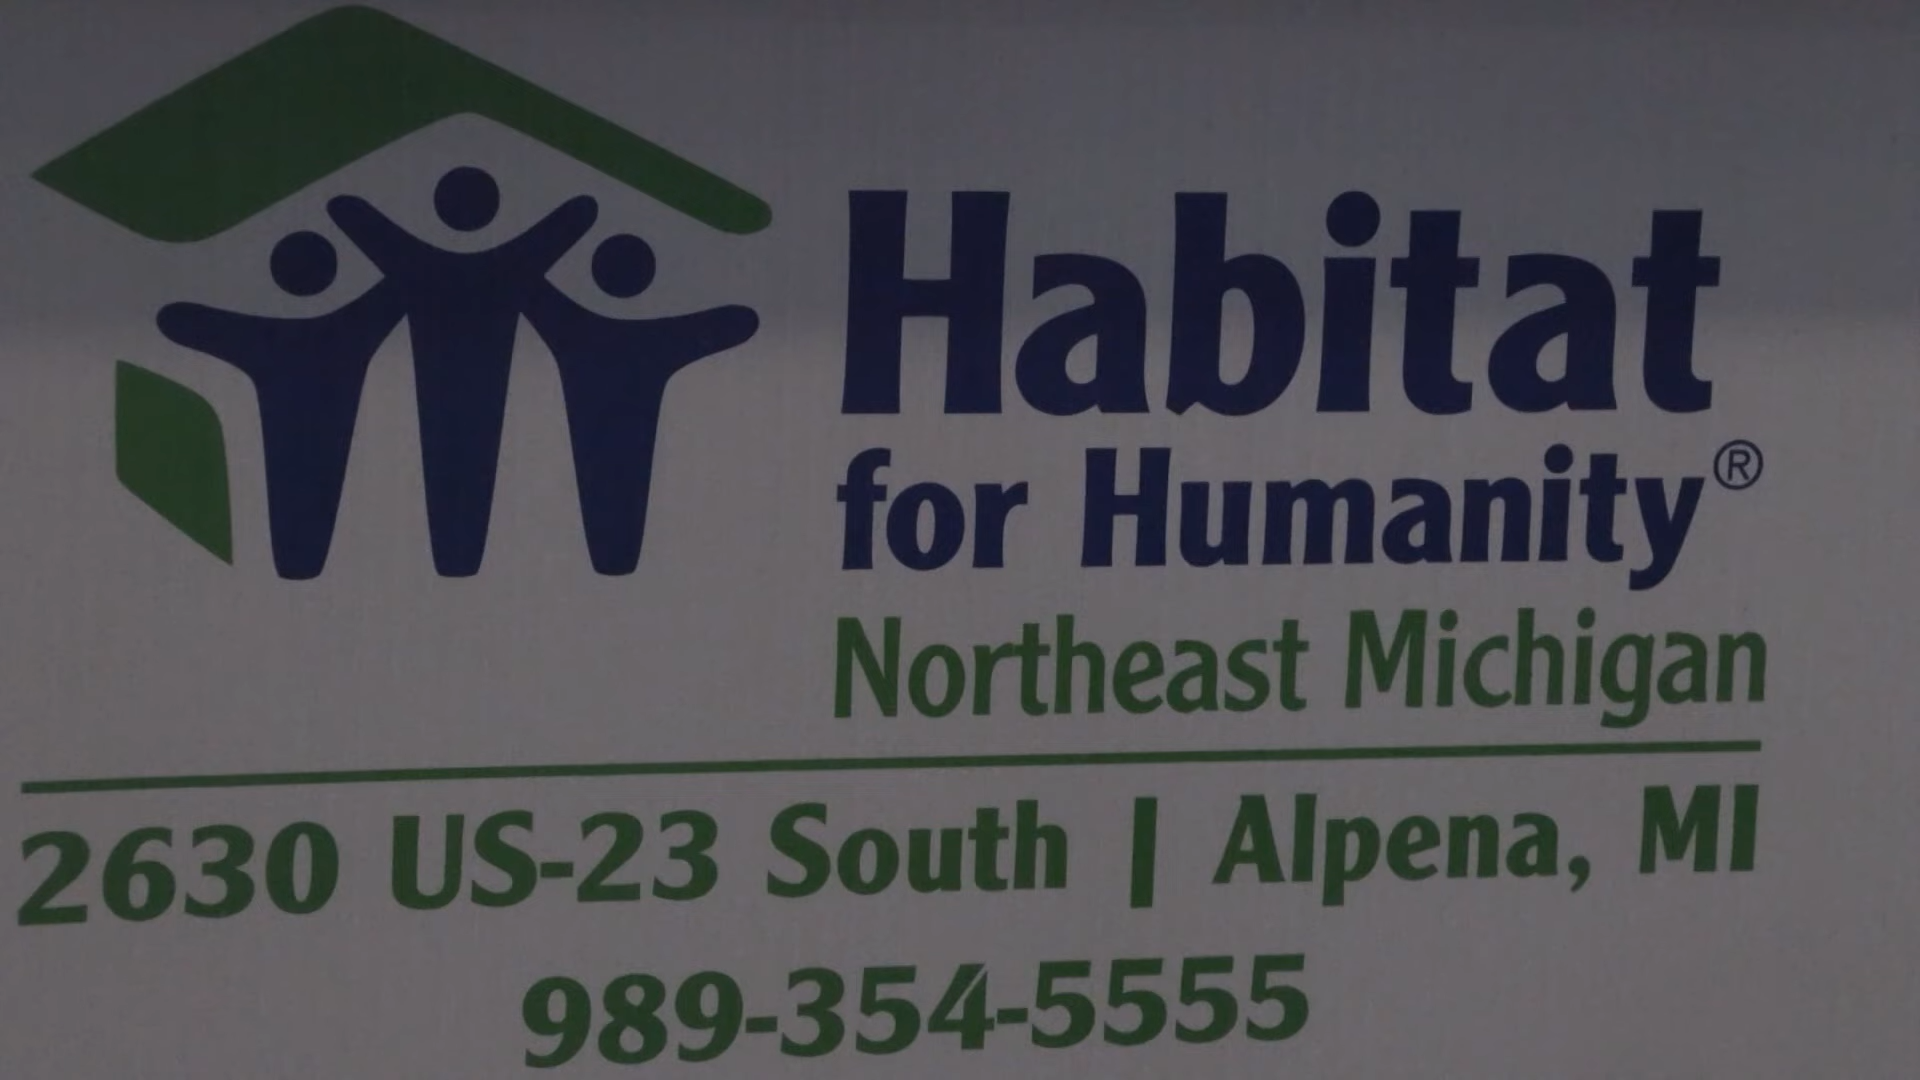 Habitat
for Humanity®
Northeast Michigan
2630 US-23 South | Alpena, MI
989-354-5555